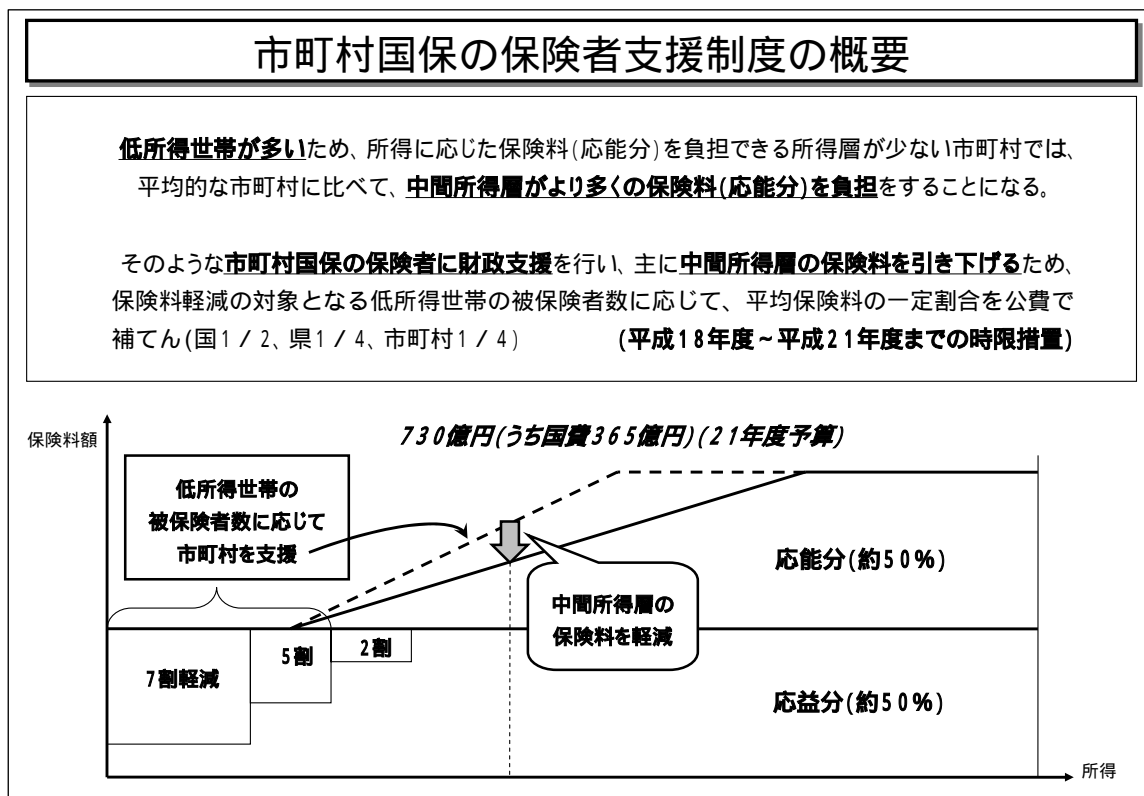 市町村国保の保険者支援制度の概要
低所得世帯が多いため、所得に応じた保険料(応能分)を負担できる所得層が少ない市町村では、
平均的な市町村に比べて、中間所得層がより多くの保険料(応能分)を負担をすることになる。
そのような市町村国保の保険者に財政支援を行い、主に中間所得層の保険料を引き下げるため、
保険料軽減の対象となる低所得世帯の被保険者数に応じて、平均保険料の一定割合を公費で
補てん(国1/2、県1/4、市町村1/4) (平成18年度~平成21年度までの時限措置)
保険料額
730億円(うち国費365億円)(21年度予算)
低所得世帯の
被保険者数に応じて
市町村を支援
応能分(約50%)
中間所得層の
保険料を軽減
7割軽減
5割
2割
応益分(約50%)
所得